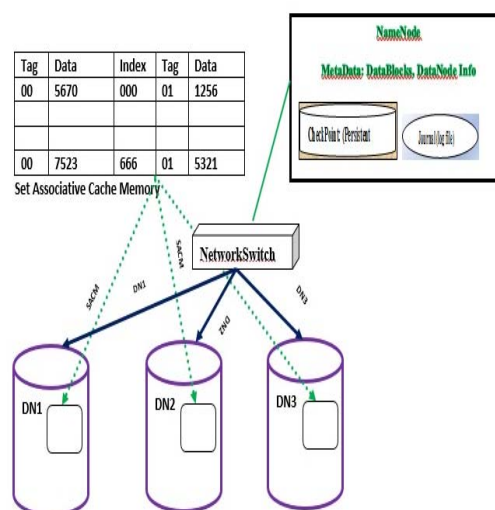 NameNode
MetaData: DataBlocks, DataNode Info
CheckPoint (Persistent
Journal(log file)
Tag Data Index Tag Data
00 5670 000 01 1256
00 7523 666 01 5321
Set Associative Cache Memory
NetworkSwitch
SACM
DN1
SACM
DN2
DN3
DN1
DN2
DN3